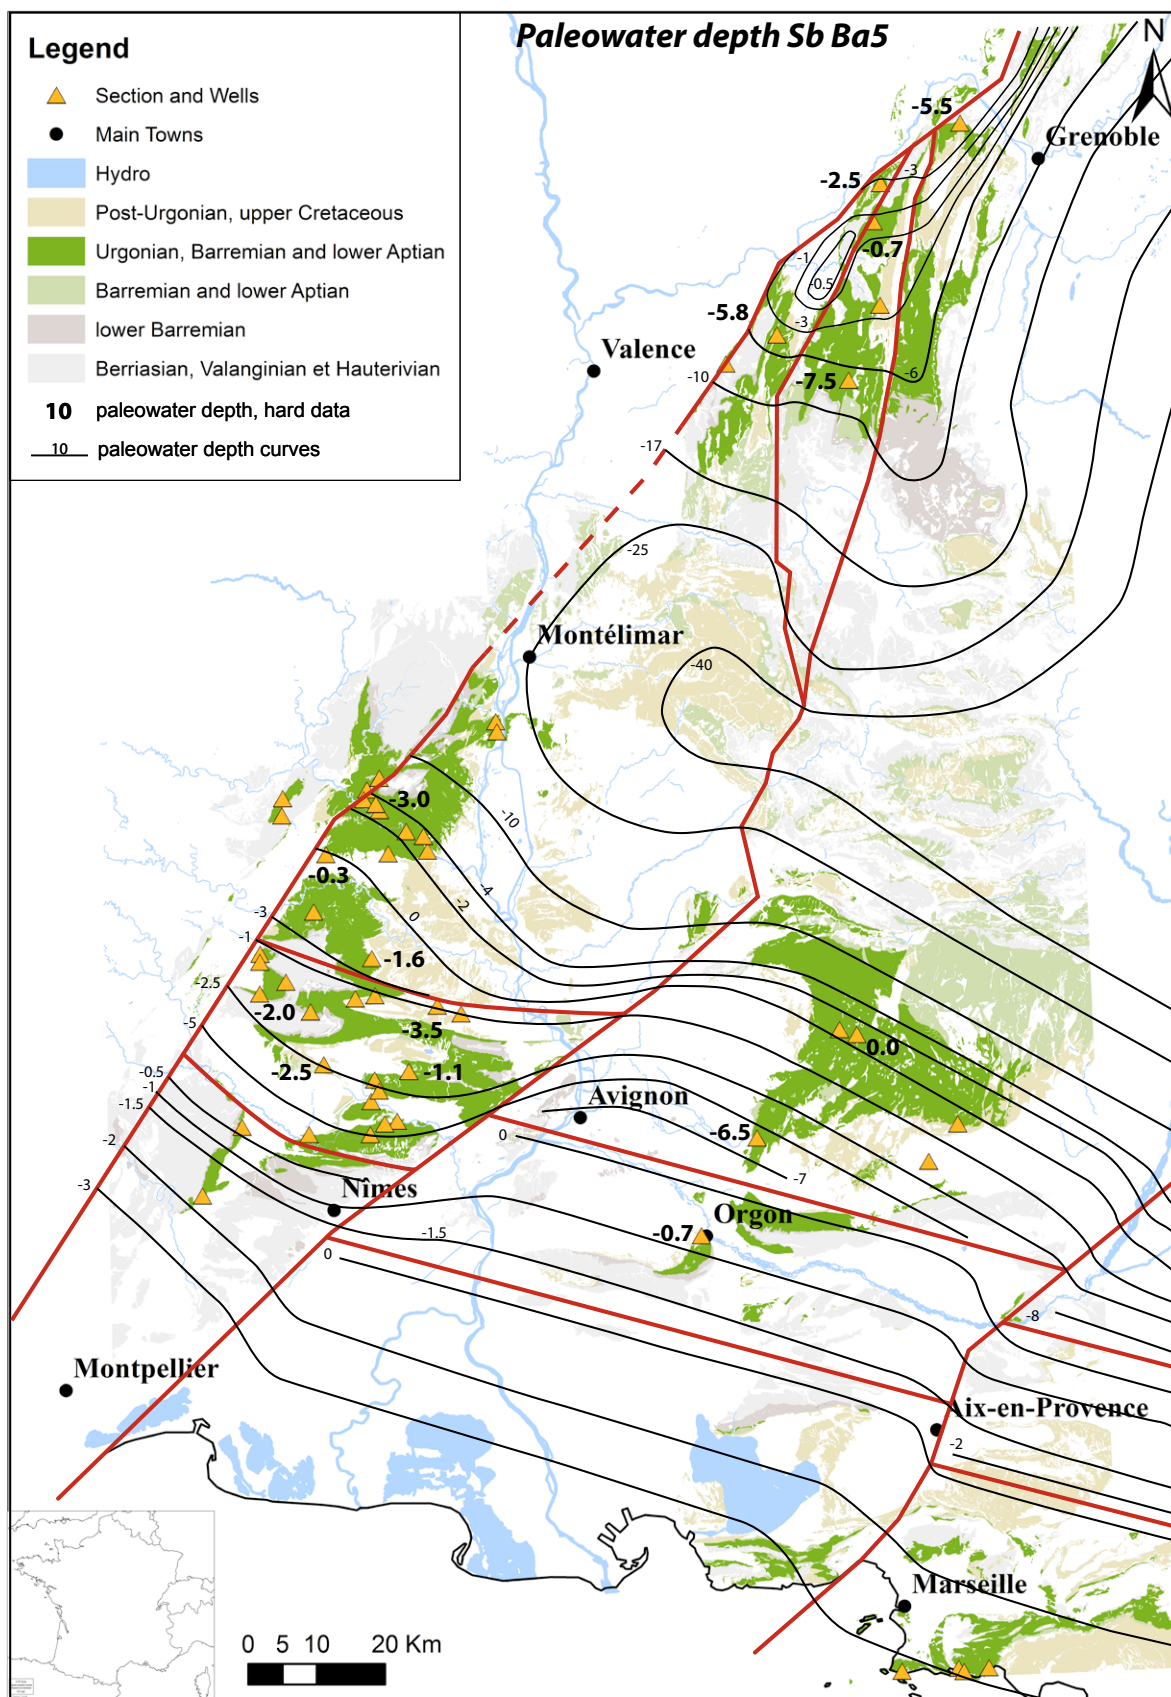 Paleowater depth Sb Ba5
N
Legend
Section and Wells
Main Towns
Hydro
Post-Urgonian, upper Cretaceous
Urgonian, Barremian and lower Aptian
Barremian and lower Aptian
lower Barremian
Berriasian, Valanginian et Hauterivian
10 paleowater depth, hard data
10 paleowater depth curves
-5.5
Grenoble
-3
-2.5
-0.7
-1
-0.5
-5.8
-3
Valence
-10
-7.5
-6
-17
-25
Montélimar
-40
-3.0
-10
-0.3
-4
-2
0
-3
-1
-1.6
-2.5
-2.0
-5
-3.5
0.0
-0.5
-2.5
-1.1
-1
-1.5
Avignon
-2
0
-6.5
-7
-3
Nîmes
Orgon
-1.5
-0.7
0
-8
Montpellier
Aix-en-Provence
-2
Marseille
0 5 10 20 Km